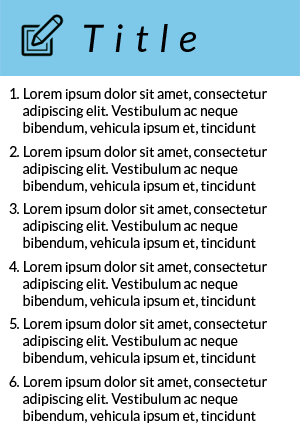 Title
1. Lorem ipsum dolor sit amet, consectetur
adipiscing elit. Vestibulum ac neque
bibendum, vehicula ipsum et, tincidunt
2. Lorem ipsum dolor sit amet, consectetur
adipiscing elit. Vestibulum ac neque
bibendum, vehicula ipsum et, tincidunt
3. Lorem ipsum dolor sit amet, consectetur
adipiscing elit. Vestibulum ac neque
bibendum, vehicula ipsum et, tincidunt
4. Lorem ipsum dolor sit amet, consectetur
adipiscing elit. Vestibulum ac neque
bibendum, vehicula ipsum et, tincidunt
5. Lorem ipsum dolor sit amet, consectetur
adipiscing elit. Vestibulum ac neque
bibendum, vehicula ipsum et, tincidunt
6. Lorem ipsum dolor sit amet, consectetur
adipiscing elit. Vestibulum ac neque
bibendum, vehicula ipsum et, tincidunt